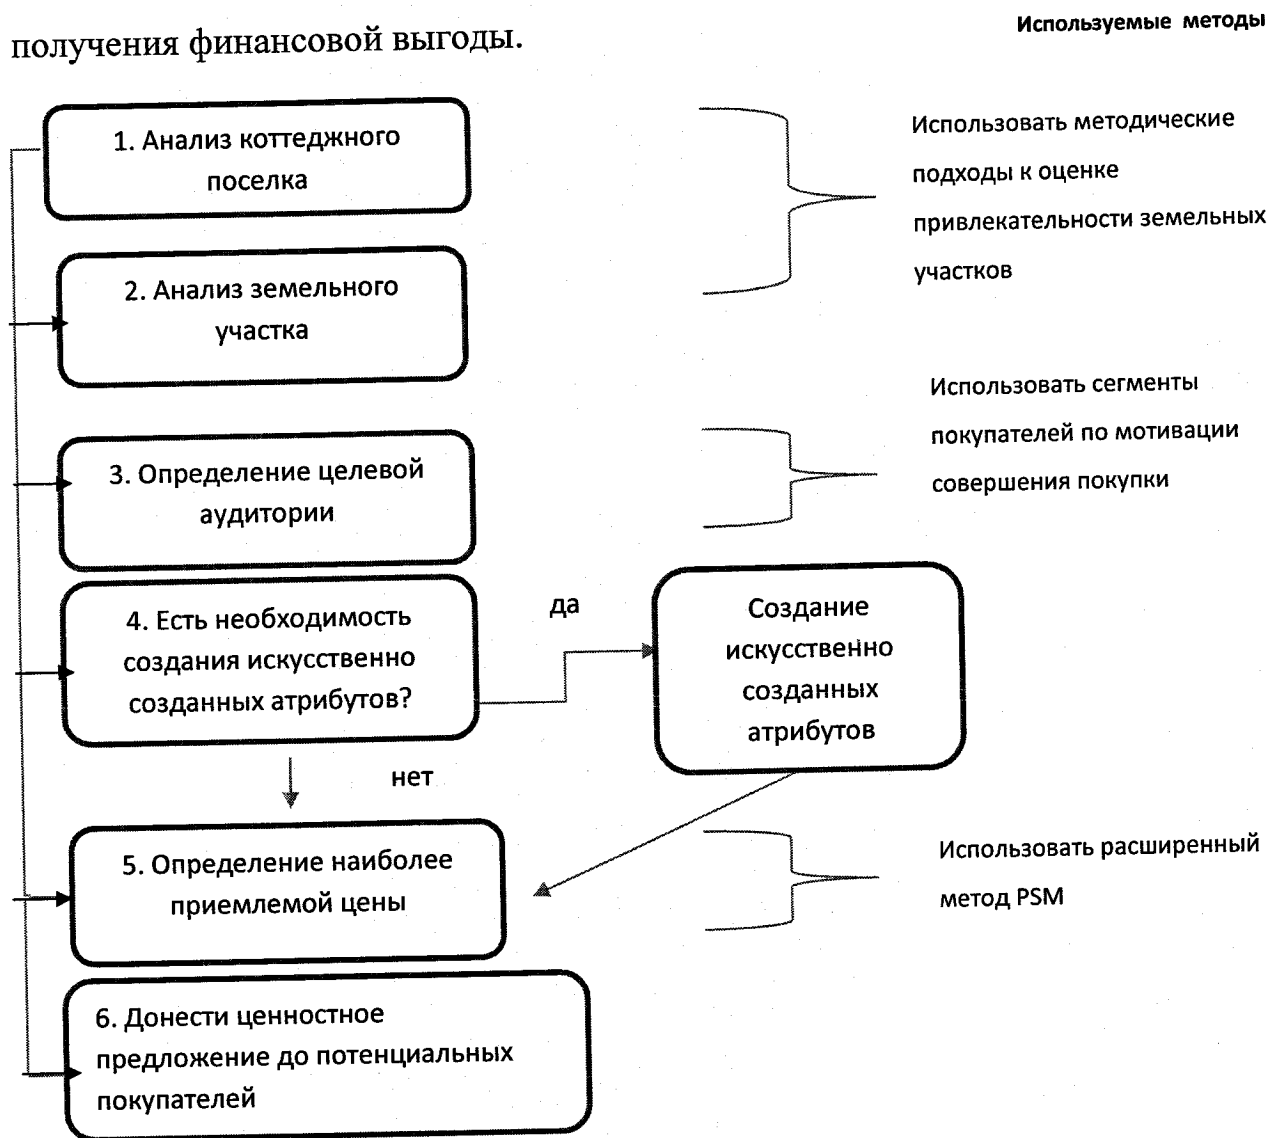 получения финансовой выгоды.
Используемые методы
1. Анализ коттеджного
поселка
Использовать методические
подходы к оценке
привлекательности земельных
участков
2. Анализ земельного
участка
3. Определение целевой
аудитории
Использовать сегменты
покупателей по мотивации
совершения покупки
4. Есть необходимость
создания искусственно
созданных атрибутов?
да
Создание
искусственно
созданных
атрибутов
нет
5. Определение наиболее
приемлемой цены
Использовать расширенный
метод PSM
6. Донести ценностное
предложение до потенциальных
покупателей